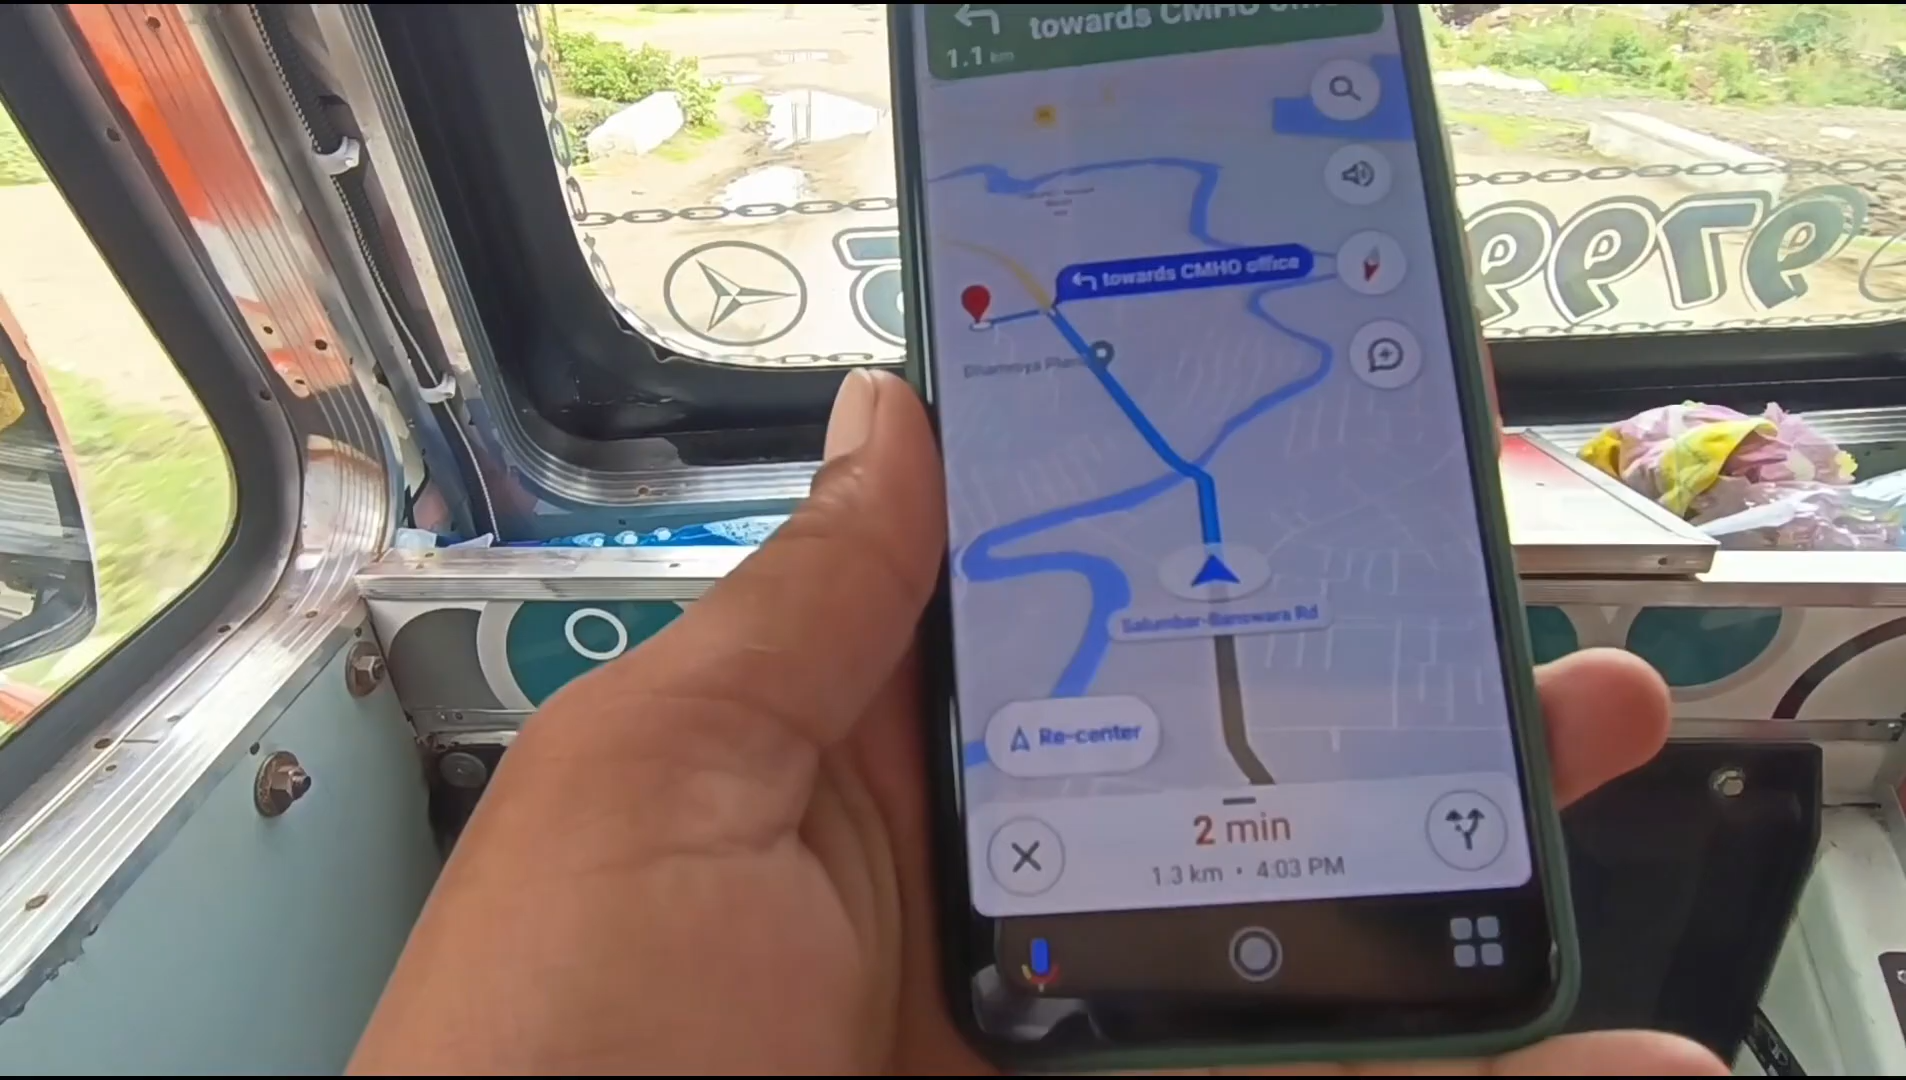 towards CMHO
1.1 km
towards CMHO office
Salumbar-Banswara Rd
Re-center
2 min
1.3 km • 4:03 PM